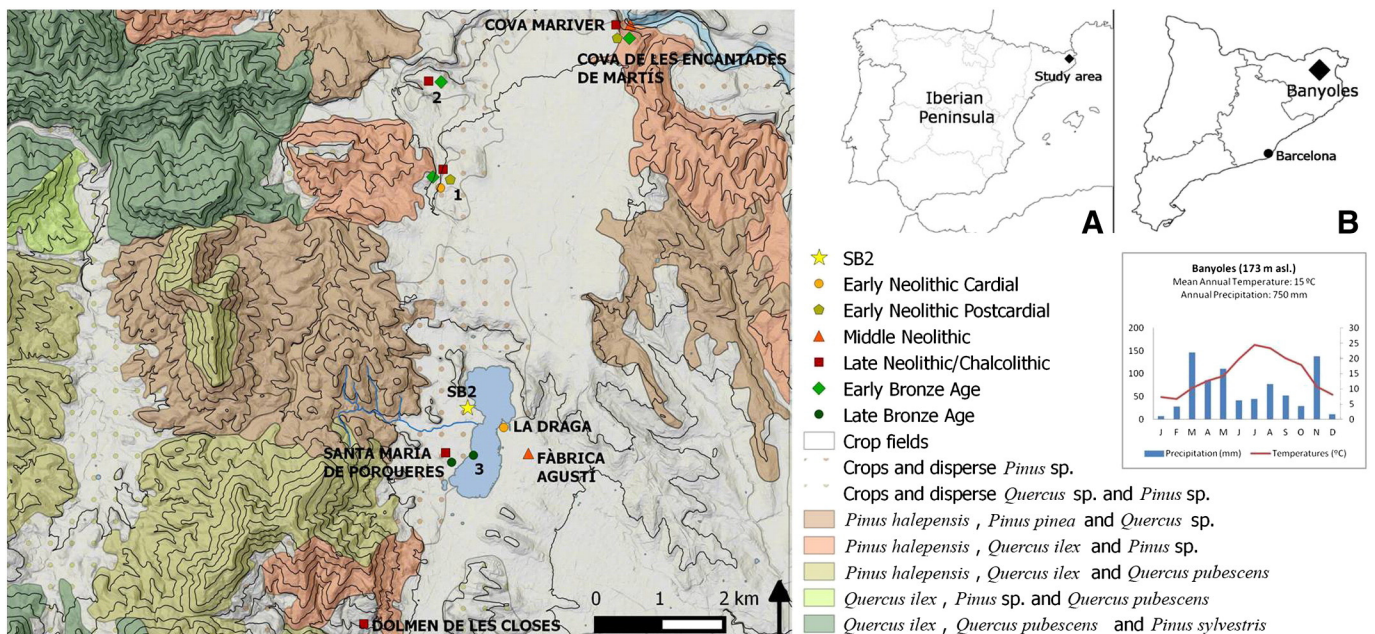 COVA MARIVER
COVA DE LES ENCANTADES
DE MARTÍS
2
1
SB2
LA DRAGA
SANTA MARIA
DE PORQUERES
3
FÀBRICA
AGUSTÍ
DOLMEN DE LES CLOSES
0 1 2 km
Iberian
Peninsula
Study area
A
Banyoles
Barcelona
B
SB2
Early Neolithic Cardial
Early Neolithic Postcardial
Middle Neolithic
Late Neolithic/Chalcolithic
Early Bronze Age
Late Bronze Age
Crop fields
Crops and disperse Pinus sp.
Crops and disperse Quercus sp. and Pinus sp.
Pinus halepensis , Pinus pinea and Quercus sp.
Pinus halepensis , Quercus ilex and Pinus sp.
Pinus halepensis , Quercus ilex and Quercus pubescens
Quercus ilex , Pinus sp. and Quercus pubescens
Quercus ilex , Quercus pubescens and Pinus sylvestris
Banyoles (173 m asl.)
Mean Annual Temperature: 15 ºC
Annual Precipitation: 750 mm
200 30
150 25
20
100 15
50 10
5
0 0
J F M A M J J A S O N D
Precipitation (mm) Temperatures (ºC)